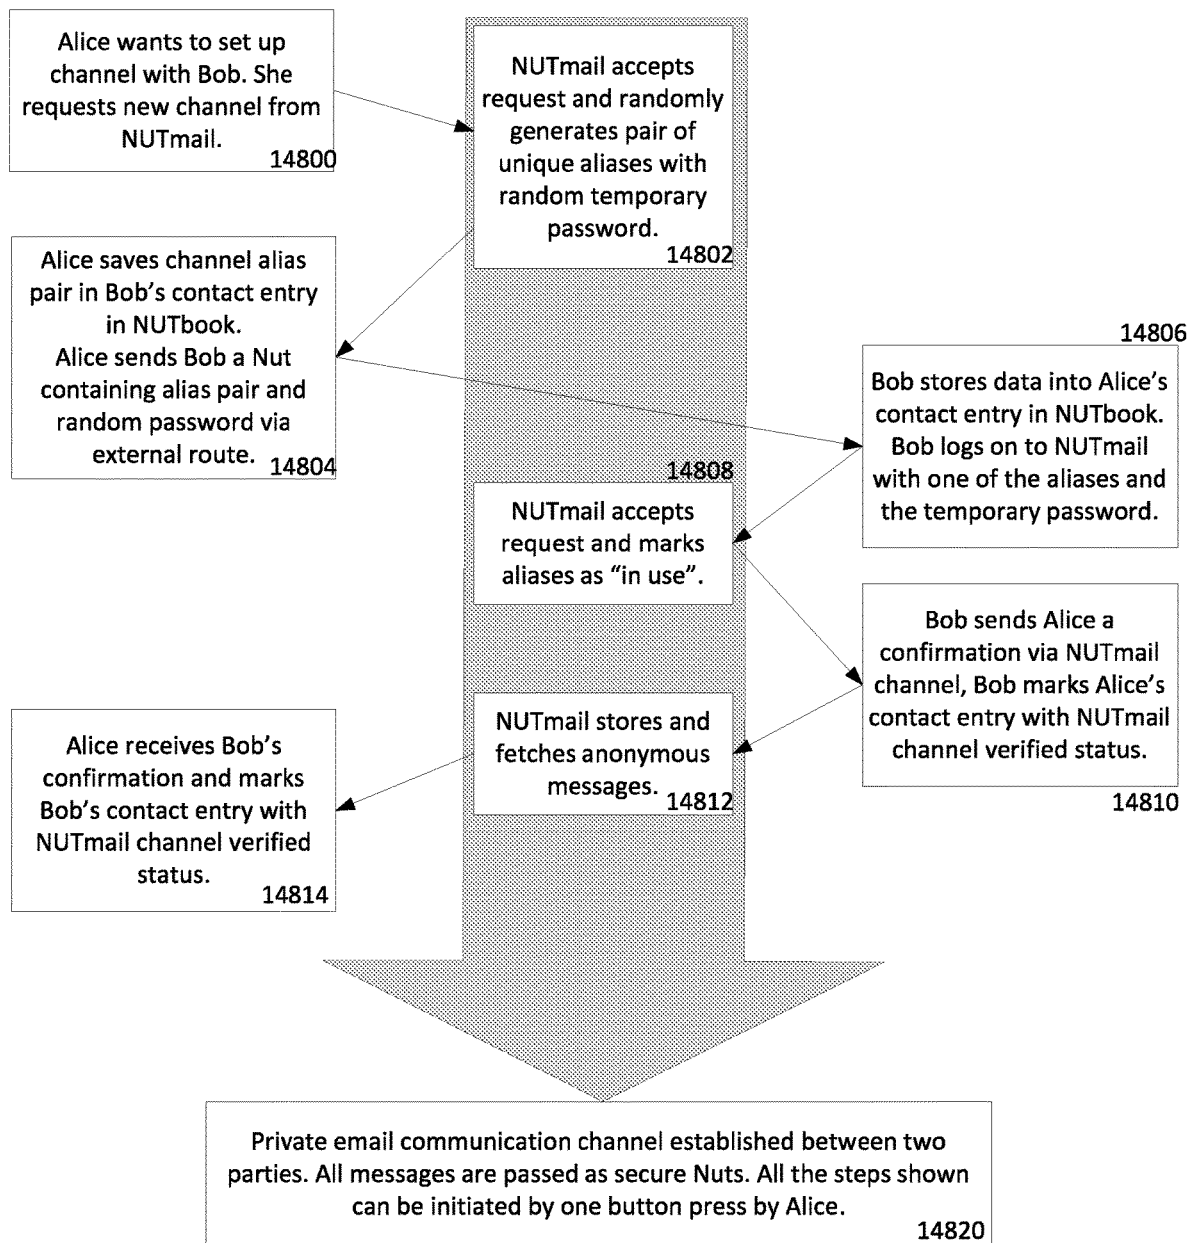 Alice wants to set up
channel with Bob. She
requests new channel from
NUTmail.
14800
NUTmail accepts
request and randomly
generates pair of
unique aliases with
random temporary
password.
14802
Alice saves channel alias
pair in Bob’s contact entry
in NUTbook.
Alice sends Bob a Nut
containing alias pair and
random password via
external route.
14804
14806
Bob stores data into Alice’s
contact entry in NUTbook.
Bob logs on to NUTmail
with one of the aliases and
the temporary password.
14808
NUTmail accepts
request and marks
aliases as “in use”.
Bob sends Alice a
confirmation via NUTmail
channel, Bob marks Alice’s
contact entry with NUTmail
channel verified status.
14810
NUTmail stores and
fetches anonymous
messages.
14812
Alice receives Bob’s
confirmation and marks
Bob’s contact entry with
NUTmail channel verified
status.
14814
Private email communication channel established between two
parties. All messages are passed as secure Nuts. All the steps shown
can be initiated by one button press by Alice.
14820